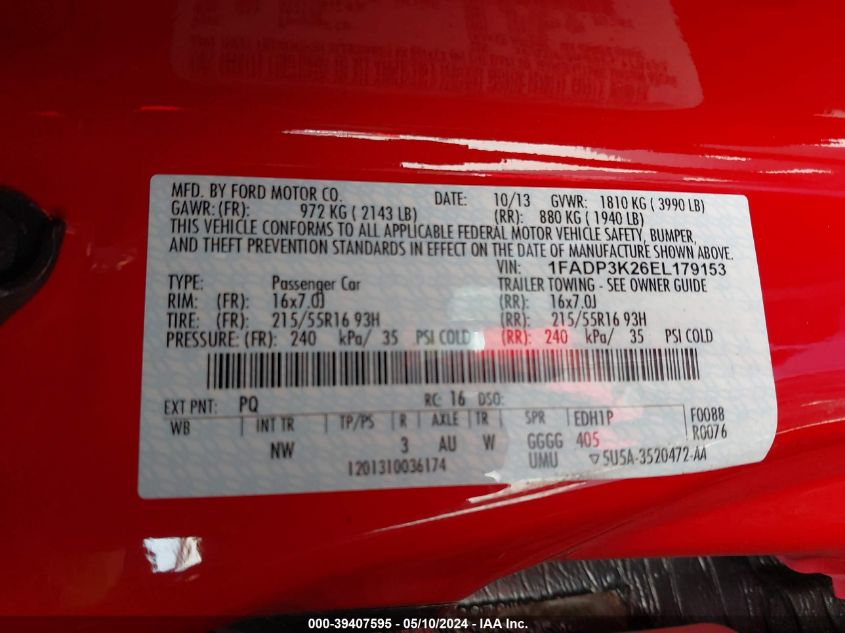 MFD. BY FORD MOTOR CO. DATE: 10/13 GVWR: 1810 KG ( 3990 LB)
GAWR: (FR): 972 KG ( 2143 LB) (RR): 880 KG ( 1940 LB)
THIS VEHICLE CONFORMS TO ALL APPLICABLE FEDERAL MOTOR VEHICLE SAFETY, BUMPER,
AND THEFT PREVENTION STANDARDS IN EFFECT ON THE DATE OF MANUFACTURE SHOWN ABOVE.
VIN: 1FADP3K26EL179153
TYPE: Passenger Car TRAILER TOWING - SEE OWNER GUIDE
RIM: (FR): 16x7.0J (RR): 16x7.0J
TIRE: (FR): 215/55R16 93H (RR): 215/55R16 93H
PRESSURE: (FR): 240 kPa/ 35 PSI COLD (RR): 240 kPa/ 35 PSI COLD
EXT PNT: PQ RC: 16 DSO:
WB INT TR TP/PS R AXLE TR SPR EDH1P F0088
NW 3 AU W GGGG 405 R0076
1201310036174 UMU ▽5U5A-3520472-AA
000-39407595 - 05/10/2024 - IAA Inc.